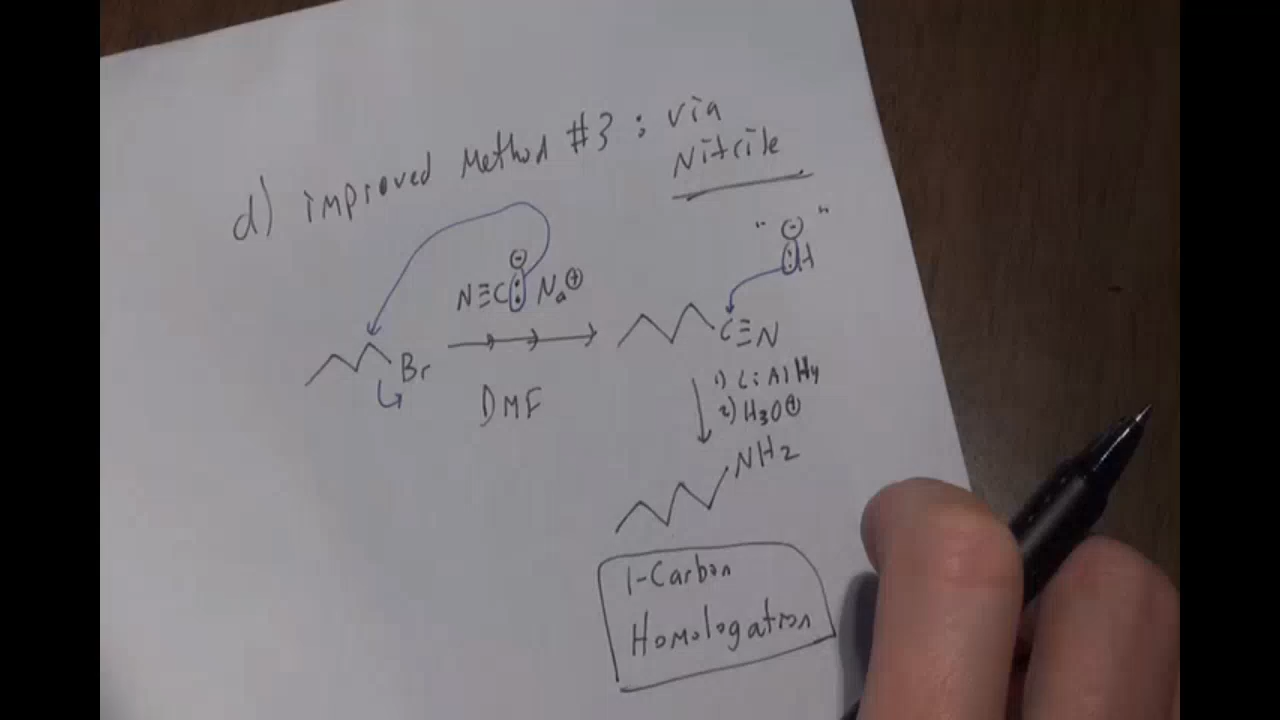 d) improved Method #3 : via
Nitrile
" ⊖ "
:H
⊖
N≡C: Na⊕
Br
C≡N
DMF
1) LiAlH4
2) H3O⊕
NH2
1-Carbon
Homologation